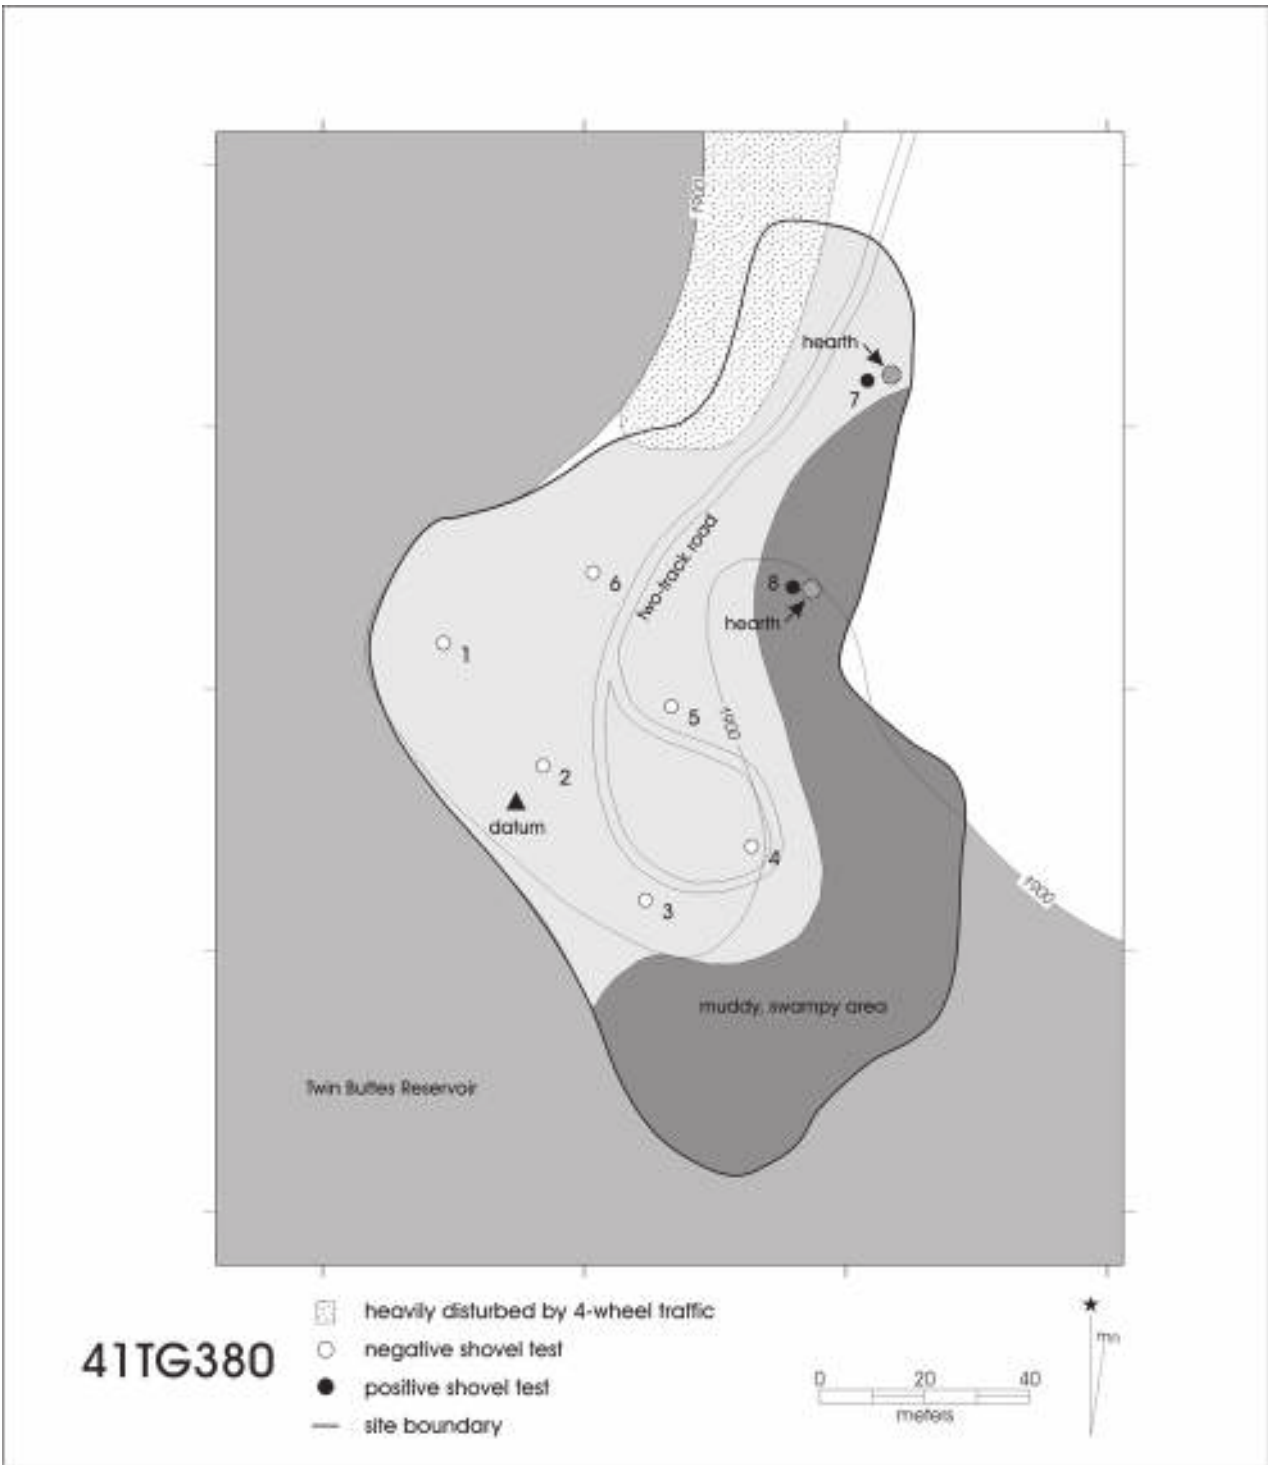 1900
hearth
7
two-track road
6
8
hearth
1
5
1900
2
datum
4
3
1900
muddy, swampy area
Twin Buttes Reservoir
heavily disturbed by 4-wheel traffic
negative shovel test
41TG380
positive shovel test
site boundary
mn
0 20 40
meters